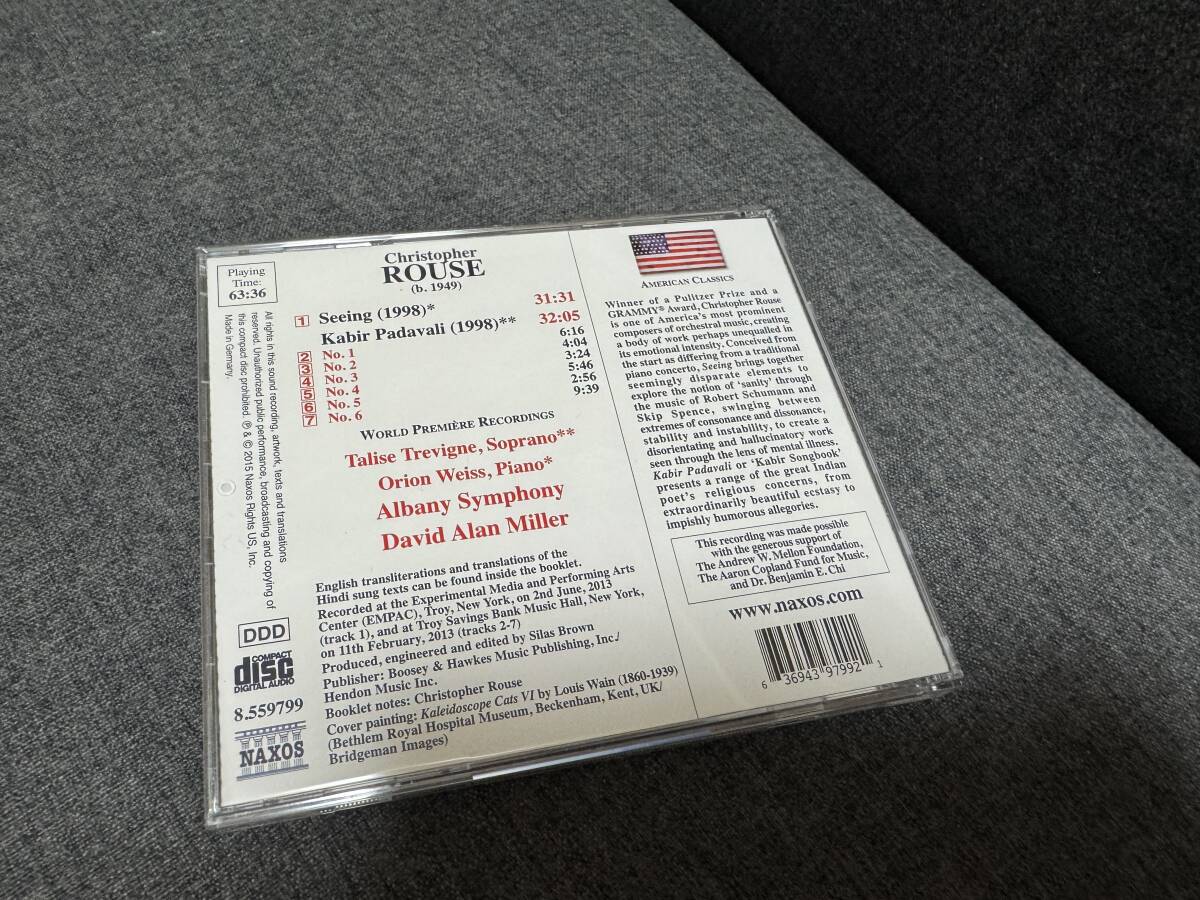 Playing
Time:
63:36
Christopher
ROUSE
(b. 1949)
1 Seeing (1998)* 31:31
Kabir Padavali (1998)** 32:05
2 No. 1 6:16
3 No. 2 4:04
4 No. 3 3:24
5 No. 4 5:46
6 No. 5 2:56
7 No. 6 9:39
WORLD PREMIÈRE RECORDINGS
Talise Trevigne, Soprano**
Orion Weiss, Piano*
Albany Symphony
David Alan Miller
English transliterations and translations of the
Hindi sung texts can be found inside the booklet.
Recorded at the Experimental Media and Performing Arts
Center (EMPAC), Troy, New York, on 2nd June, 2013
(track 1), and at Troy Savings Bank Music Hall, New York,
on 11th February, 2013 (tracks 2-7)
Produced, engineered and edited by Silas Brown
Publisher: Boosey & Hawkes Music Publishing, Inc./
Hendon Music Inc.
Booklet notes: Christopher Rouse
Cover painting: Kaleidoscope Cats VI by Louis Wain (1860-1939)
(Bethlem Royal Hospital Museum, Beckenham, Kent, UK/
Bridgeman Images)
All rights in this sound recording, artwork, texts and translations
reserved. Unauthorized public performance, broadcasting and copying of
this compact disc prohibited. ℗ & © 2015 Naxos Rights US, Inc.
Made in Germany.
DDD
COMPACT
disc
DIGITAL AUDIO
8.559799
NAXOS
AMERICAN CLASSICS
Winner of a Pulitzer Prize and a
GRAMMY® Award, Christopher Rouse
is one of America's most prominent
composers of orchestral music, creating
a body of work perhaps unequalled in
its emotional intensity. Conceived from
the start as differing from a traditional
piano concerto, Seeing brings together
seemingly disparate elements to
explore the notion of 'sanity' through
the music of Robert Schumann and
Skip Spence, swinging between
extremes of consonance and dissonance,
stability and instability, to create a
disorientating and hallucinatory work
seen through the lens of mental illness.
Kabir Padavali or 'Kabir Songbook'
presents a range of the great Indian
poet's religious concerns, from
extraordinarily beautiful ecstasy to
impishly humorous allegories.
This recording was made possible
with the generous support of
The Andrew W. Mellon Foundation,
The Aaron Copland Fund for Music,
and Dr. Benjamin E. Chi
www.naxos.com
6 36943 97992 1